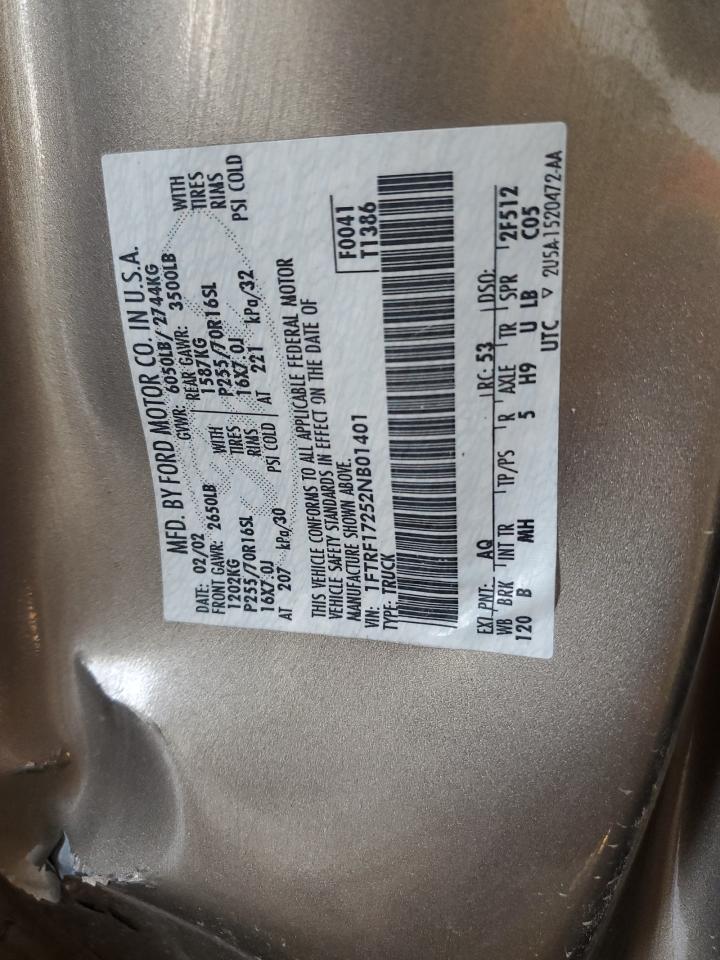 MFD. BY FORD MOTOR CO. IN U.S.A.
DATE: 02/02 GVWR: 6050LB/ 2744KG
FRONT GAWR: 2650LB REAR GAWR: 3500LB
1202KG WITH 1587KG WITH
P255/70R16SL TIRES P255/70R16SL TIRES
16X7.0J RIMS 16X7.0J RIMS
AT 207 kPa/30 PSI COLD AT 221 kPa/32 PSI COLD
THIS VEHICLE CONFORMS TO ALL APPLICABLE FEDERAL MOTOR
VEHICLE SAFETY STANDARDS IN EFFECT ON THE DATE OF
MANUFACTURE SHOWN ABOVE.
VIN: 1FTRF17252NB01401 F0041
TYPE: TRUCK T1386
EXT PNT: AQ RC: 53 DSO:
WB BRK INT TR TP/PS R AXLE TR SPR 2F512
120 B MH 5 H9 U LB C05
UTC ▽ 2U5A-1520472-AA